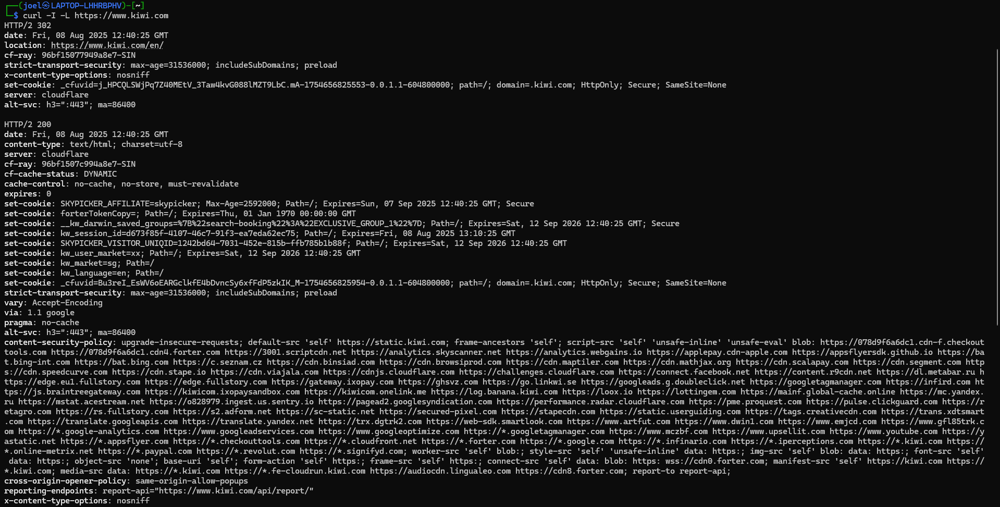 ┌──(joel㉿LAPTOP-LHHRBPHV)-[~]
└─$ curl -I -L https://www.kiwi.com
HTTP/2 302
date: Fri, 08 Aug 2025 12:40:25 GMT
location: https://www.kiwi.com/en/
cf-ray: 96bf15077949a8e7-SIN
strict-transport-security: max-age=31536000; includeSubDomains; preload
x-content-type-options: nosniff
set-cookie: _cfuvid=j_HPCQLSWjPq7Z40MEtV_3Taw4kvG088lMZT9LbC.mA-1754656825553-0.0.1.1-604800000; path=/; domain=.kiwi.com; HttpOnly; Secure; SameSite=None
server: cloudflare
alt-svc: h3=":443"; ma=86400

HTTP/2 200
date: Fri, 08 Aug 2025 12:40:25 GMT
content-type: text/html; charset=utf-8
server: cloudflare
cf-ray: 96bf1507c994a8e7-SIN
cf-cache-status: DYNAMIC
cache-control: no-cache, no-store, must-revalidate
expires: 0
set-cookie: SKYPICKER_AFFILIATE=skypicker; Max-Age=2592000; Path=/; Expires=Sun, 07 Sep 2025 12:40:25 GMT; Secure
set-cookie: forterTokenCopy=; Path=/; Expires=Thu, 01 Jan 1970 00:00:00 GMT
set-cookie: __kw_darwin_saved_groups=%7B%22search-booking%22%3A%22EXCLUSIVE_GROUP_1%22%7D; Path=/; Expires=Sat, 12 Sep 2026 12:40:25 GMT; Secure
set-cookie: kw_session_id=d673f85f-4107-46c7-91f3-ea7eda62ec75; Path=/; Expires=Fri, 08 Aug 2025 13:10:25 GMT
set-cookie: SKYPICKER_VISITOR_UNIQID=1242bd64-7031-452e-815b-ffb785b1b88f; Path=/; Expires=Sat, 12 Sep 2026 12:40:25 GMT
set-cookie: kw_user_market=xx; Path=/; Expires=Sat, 12 Sep 2026 12:40:25 GMT
set-cookie: kw_market=sg; Path=/
set-cookie: kw_language=en; Path=/
set-cookie: _cfuvid=Bu3reI_EsWV6oEARGclkfE4bDvncSy6xfFdP5zkIK_M-1754656825954-0.0.1.1-604800000; path=/; domain=.kiwi.com; HttpOnly; Secure; SameSite=None
strict-transport-security: max-age=31536000; includeSubDomains; preload
vary: Accept-Encoding
via: 1.1 google
pragma: no-cache
alt-svc: h3=":443"; ma=86400
content-security-policy: upgrade-insecure-requests; default-src 'self' https://static.kiwi.com; frame-ancestors 'self'; script-src 'self' 'unsafe-inline' 'unsafe-eval' blob: https://078d9f6a6dc1.cdn-f.checkout
tools.com https://078d9f6a6dc1.cdn4.forter.com https://3001.scriptcdn.net https://analytics.skyscanner.net https://analytics.webgains.io https://applepay.cdn-apple.com https://appsflyersdk.github.io https://ba
t.bing-int.com https://bat.bing.com https://c.seznam.cz https://cdn.binsiad.com https://cdn.browsiprod.com https://cdn.maptiler.com https://cdn.mathjax.org https://cdn.scalapay.com https://cdn.segment.com http
s://cdn.speedcurve.com https://cdn.stape.io https://cdn.viajala.com https://cdnjs.cloudflare.com https://challenges.cloudflare.com https://connect.facebook.net https://content.r9cdn.net https://dl.metabar.ru h
ttps://edge.eu1.fullstory.com https://edge.fullstory.com https://gateway.ixopay.com https://ghsvz.com https://go.linkwi.se https://googleads.g.doubleclick.net https://googletagmanager.com https://infird.com ht
tps://js.braintreegateway.com https://kiwicom.ixopaysandbox.com https://kiwicom.onelink.me https://log.banana.kiwi.com https://loox.io https://lottingem.com https://mainf.global-cache.online https://mc.yandex.
ru https://mstat.acestream.net https://o828979.ingest.us.sentry.io https://pagead2.googlesyndication.com https://performance.radar.cloudflare.com https://pme.proquest.com https://pulse.clickguard.com https://r
etagro.com https://rs.fullstory.com https://s2.adform.net https://sc-static.net https://secured-pixel.com https://stapecdn.com https://static.userguiding.com https://tags.creativecdn.com https://trans.xdtsmart
.com https://translate.googleapis.com https://translate.yandex.net https://trx.dgtrk2.com https://web-sdk.smartlook.com https://www.artfut.com https://www.dwin1.com https://www.emjcd.com https://www.gfl85trk.c
om https://*.google-analytics.com https://www.googleadservices.com https://www.googleoptimize.com https://*.googletagmanager.com https://www.mczbf.com https://www.upsellit.com https://www.youtube.com https://y
astatic.net https://*.appsflyer.com https://*.checkouttools.com https://*.cloudfront.net https://*.forter.com https://*.google.com https://*.infinario.com https://*.iperceptions.com https://*.kiwi.com https://
*.online-metrix.net https://*.paypal.com https://*.revolut.com https://*.signifyd.com; worker-src 'self' blob:; style-src 'self' 'unsafe-inline' data: https:; img-src 'self' blob: data: https:; font-src 'self'
 data: https:; object-src 'none'; base-uri 'self'; form-action 'self' https:; frame-src 'self' https:; connect-src 'self' data: blob: https: wss://cdn0.forter.com; manifest-src 'self' https://kiwi.com https://
*.kiwi.com; media-src data: https://*.kiwi.com https://*.fe-cloudrun.kiwi.com https://audiocdn.lingualeo.com https://cdn8.forter.com; report-to report-api;
cross-origin-opener-policy: same-origin-allow-popups
reporting-endpoints: report-api="https://www.kiwi.com/api/report/"
x-content-type-options: nosniff